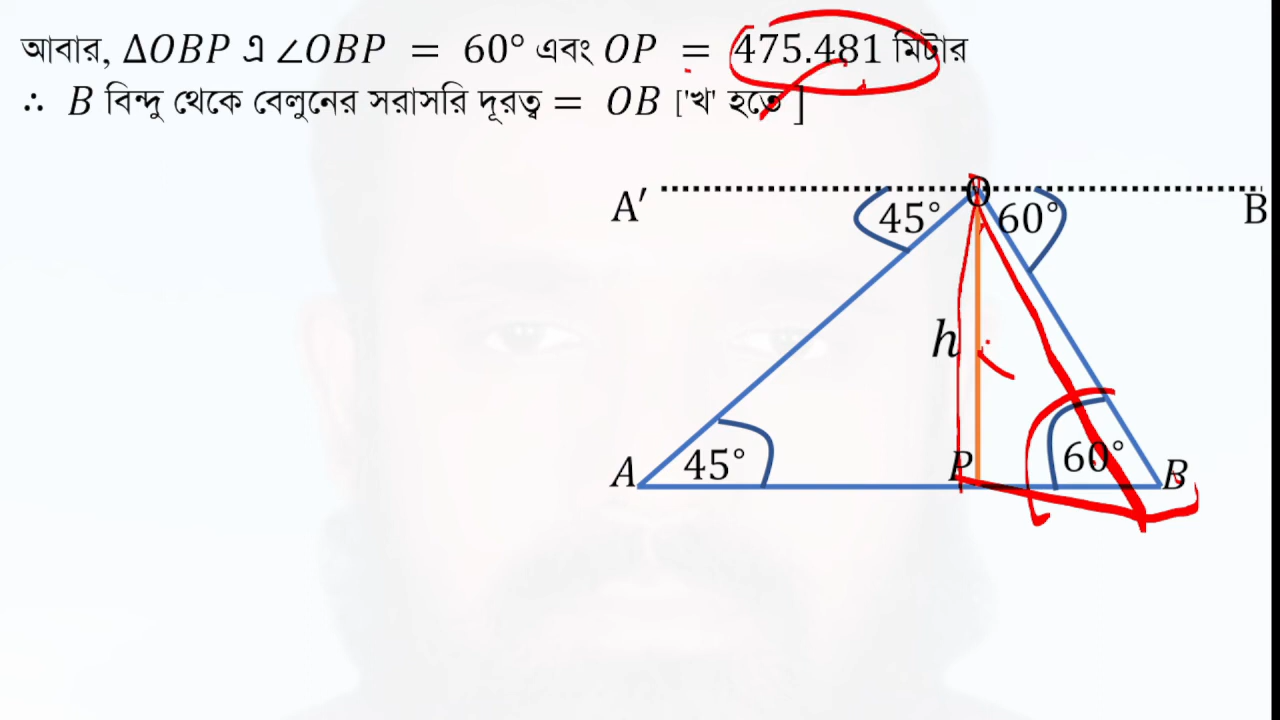 আবার, ΔOBP এ ∠OBP = 60° এবং OP = 475.481 মিটার
∴ B বিন্দু থেকে বেলুনের সরাসরি দূরত্ব = OB ['খ' হতে ]
A′ O B
45° 60°
h
A 45° P 60° B